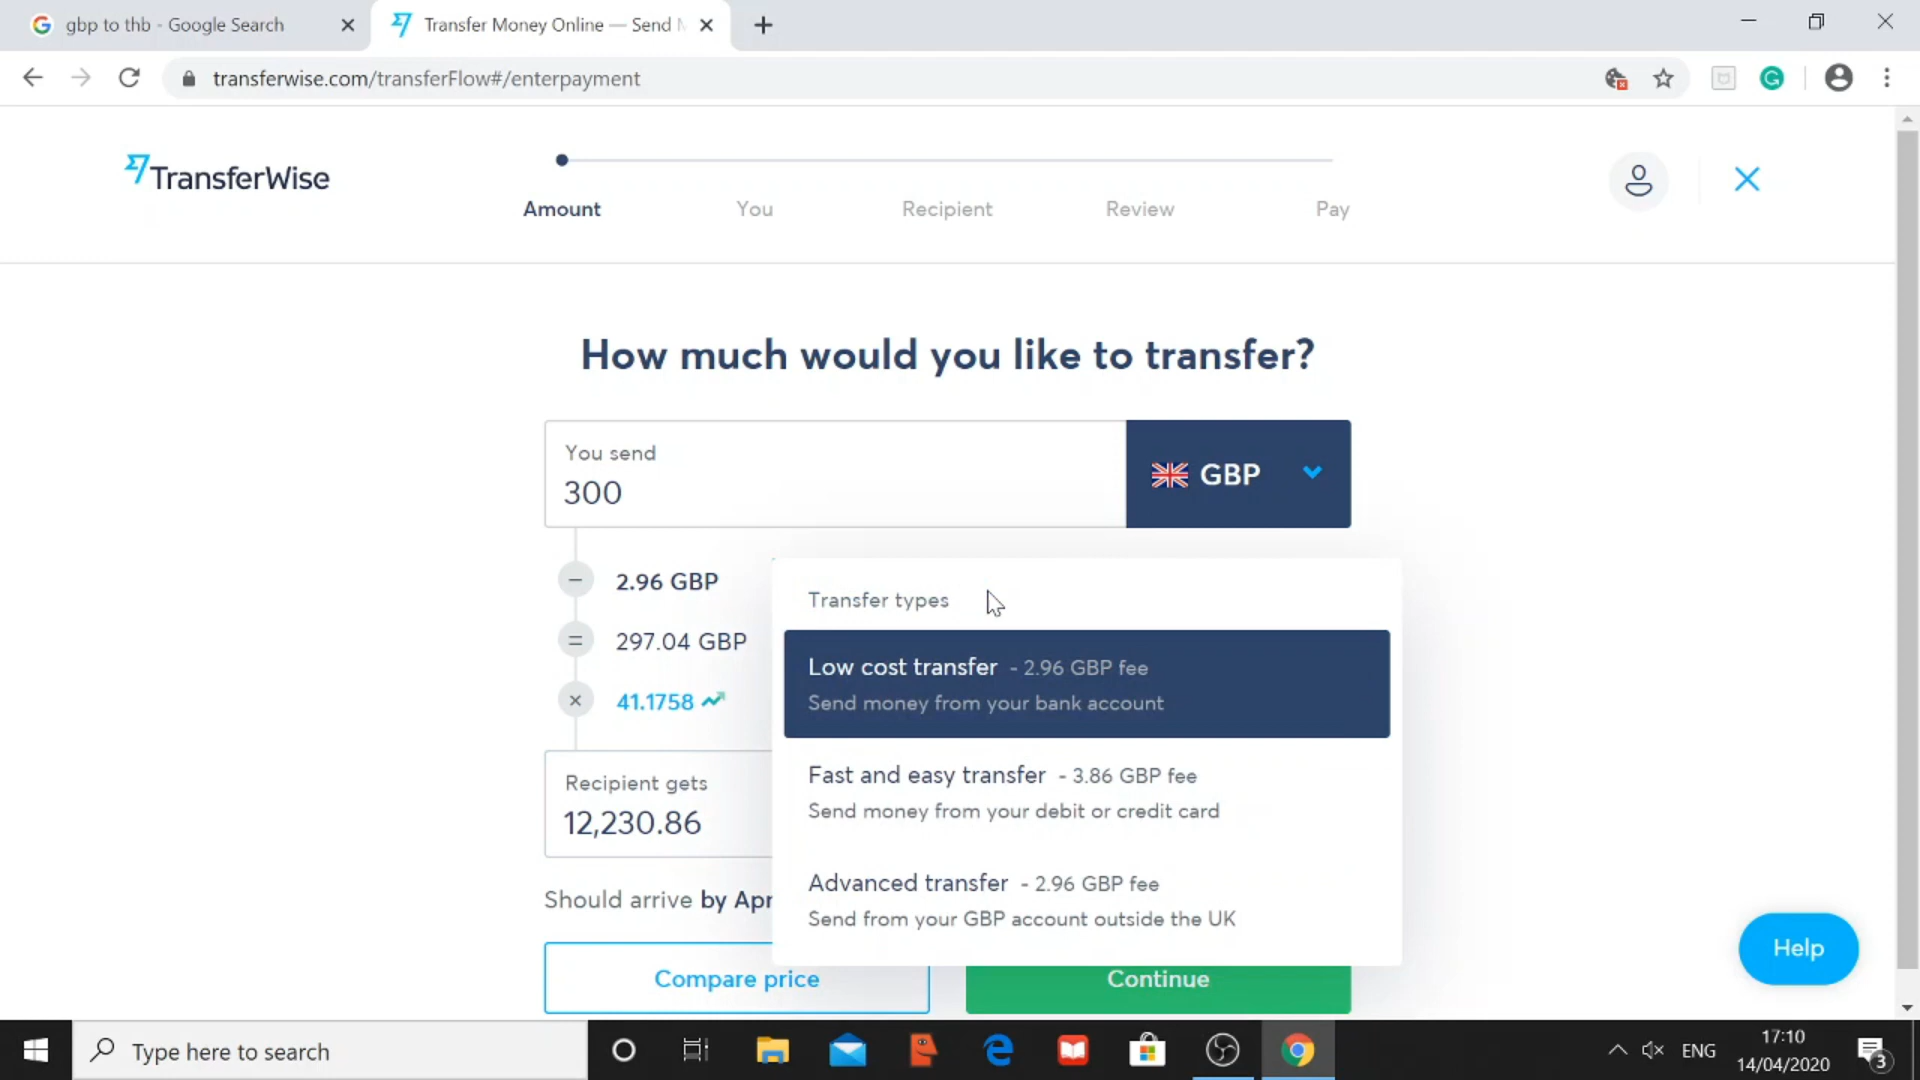 gbp to thb - Google Search
Transfer Money Online — Send
transferwise.com/transferFlow#/enterpayment
TransferWise
Amount
You
Recipient
Review
Pay
How much would you like to transfer?
You send
300
GBP
2.96 GBP
297.04 GBP
41.1758
Transfer types
Low cost transfer - 2.96 GBP fee
Send money from your bank account
Fast and easy transfer - 3.86 GBP fee
Send money from your debit or credit card
Advanced transfer - 2.96 GBP fee
Send from your GBP account outside the UK
Recipient gets
12,230.86
Should arrive by Apr
Compare price
Continue
Help
Type here to search
ENG
17:10
14/04/2020
3